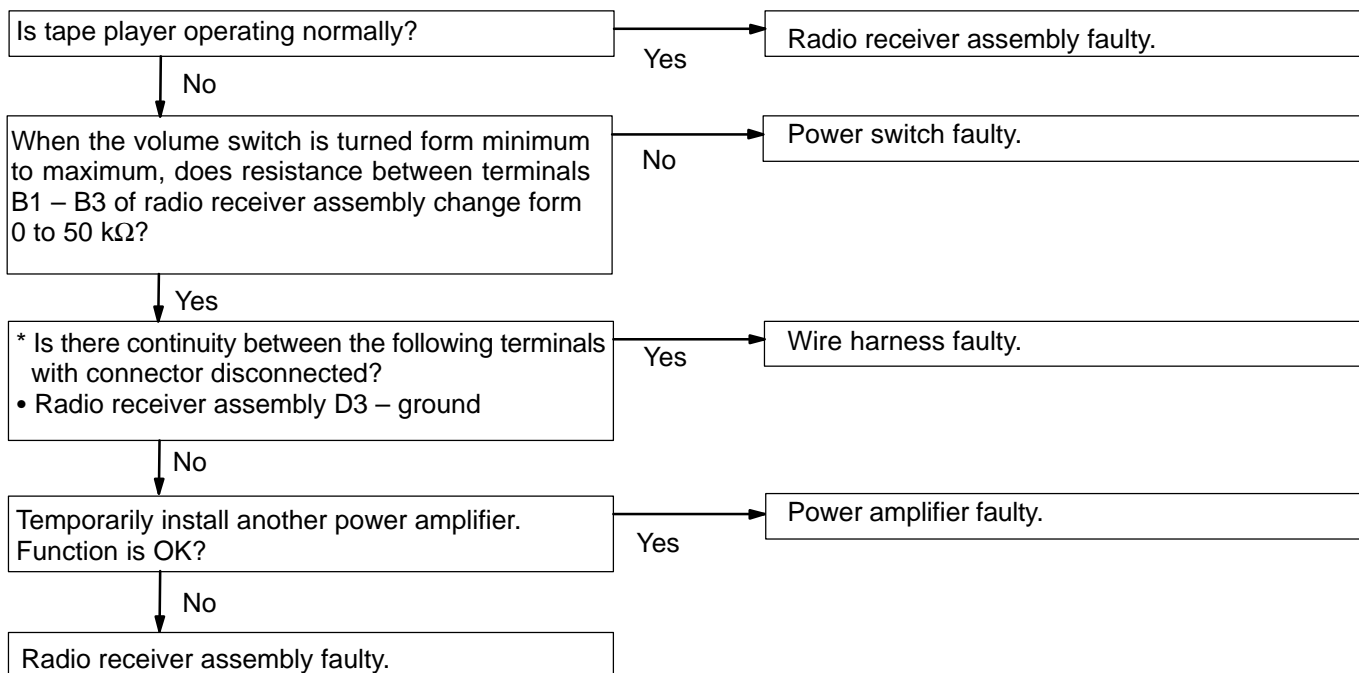 Is tape player operating normally?
Yes
Radio receiver assembly faulty.
No
When the volume switch is turned form minimum
to maximum, does resistance between terminals
B1 – B3 of radio receiver assembly change form
0 to 50 kΩ?
No
Power switch faulty.
Yes
* Is there continuity between the following terminals
with connector disconnected?
• Radio receiver assembly D3 – ground
Yes
Wire harness faulty.
No
Temporarily install another power amplifier.
Function is OK?
Yes
Power amplifier faulty.
No
Radio receiver assembly faulty.